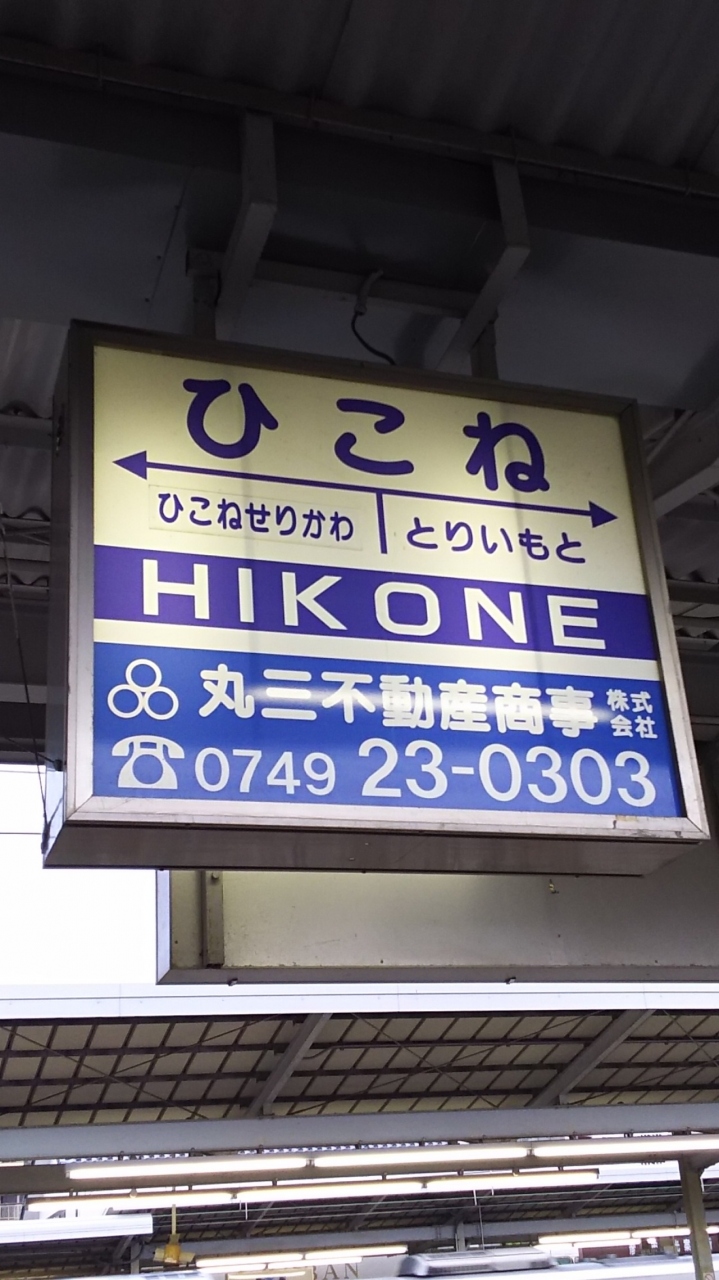 ひこね
ひこねせりかわ とりいもと
HIKONE
丸三不動産商事 株式会社
0749 23-0303